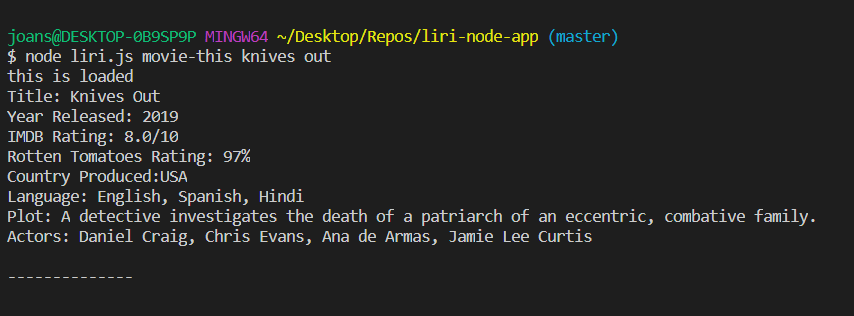 joans@DESKTOP-0B9SP9P MINGW64 ~/Desktop/Repos/liri-node-app (master)
$ node liri.js movie-this knives out
this is loaded
Title: Knives Out
Year Released: 2019
IMDB Rating: 8.0/10
Rotten Tomatoes Rating: 97%
Country Produced:USA
Language: English, Spanish, Hindi
Plot: A detective investigates the death of a patriarch of an eccentric, combative family.
Actors: Daniel Craig, Chris Evans, Ana de Armas, Jamie Lee Curtis
--------------